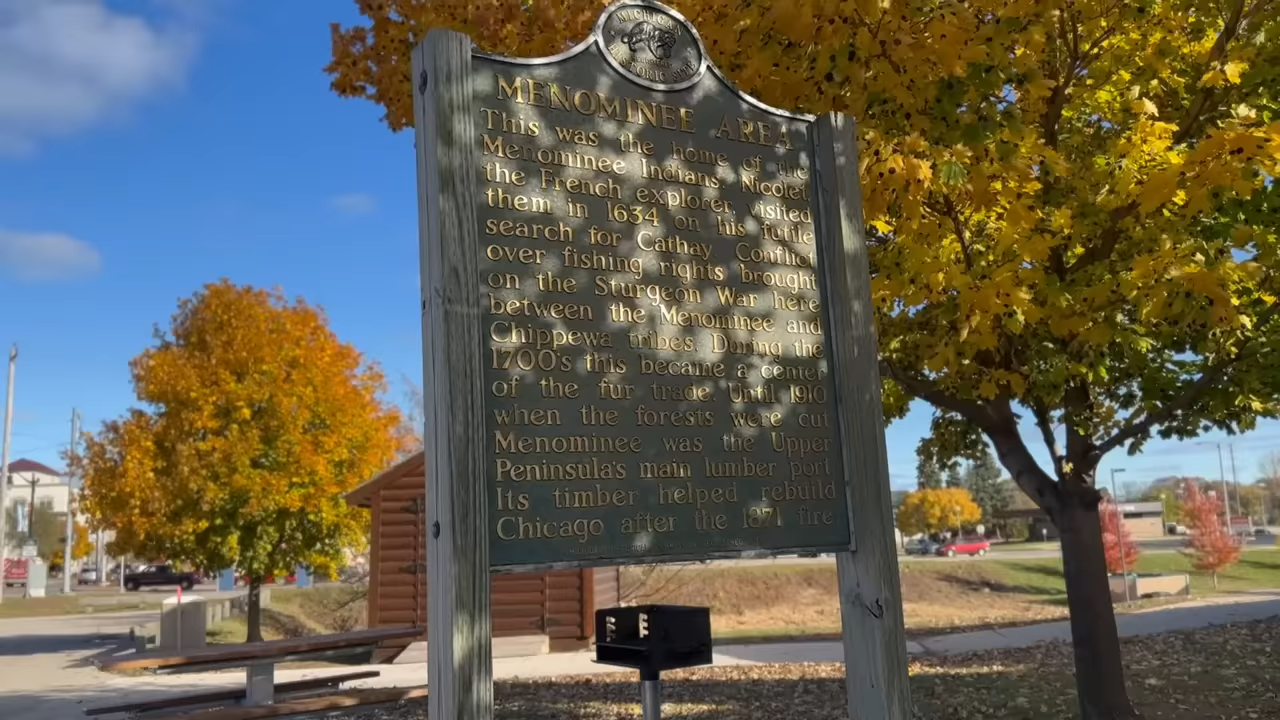 MICHIGAN
HISTORIC SITE
MENOMINEE AREA
This was the home of the
Menominee Indians. Nicolet,
the French explorer, visited
them in 1634 on his futile
search for Cathay. Conflict
over fishing rights brought
on the Sturgeon War here
between the Menominee and
Chippewa tribes. During the
1700's this became a center
of the fur trade. Until 1910
when the forests were cut
Menominee was the Upper
Peninsula's main lumber port.
Its timber helped rebuild
Chicago after the 1871 fire